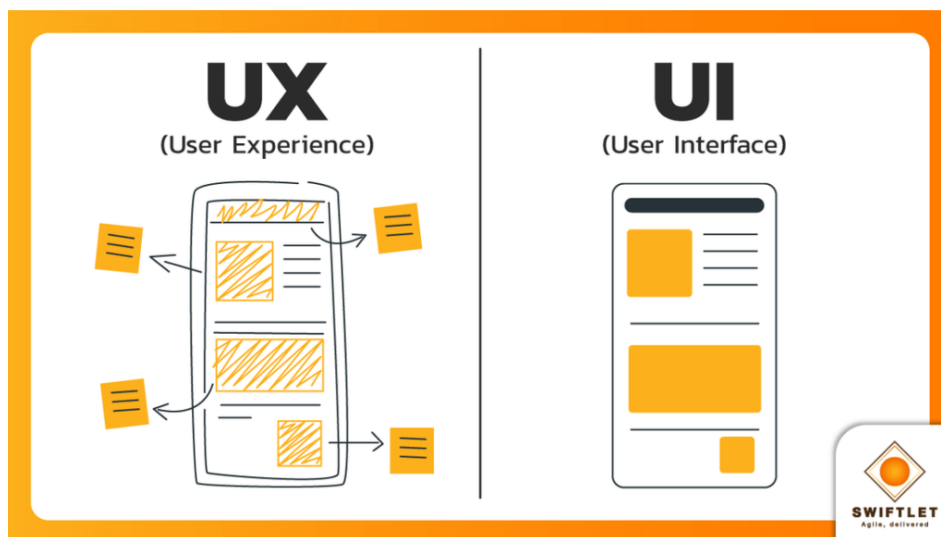 UX
(User Experience)
UI
(User Interface)
SWIFTLET
Agile, delivered